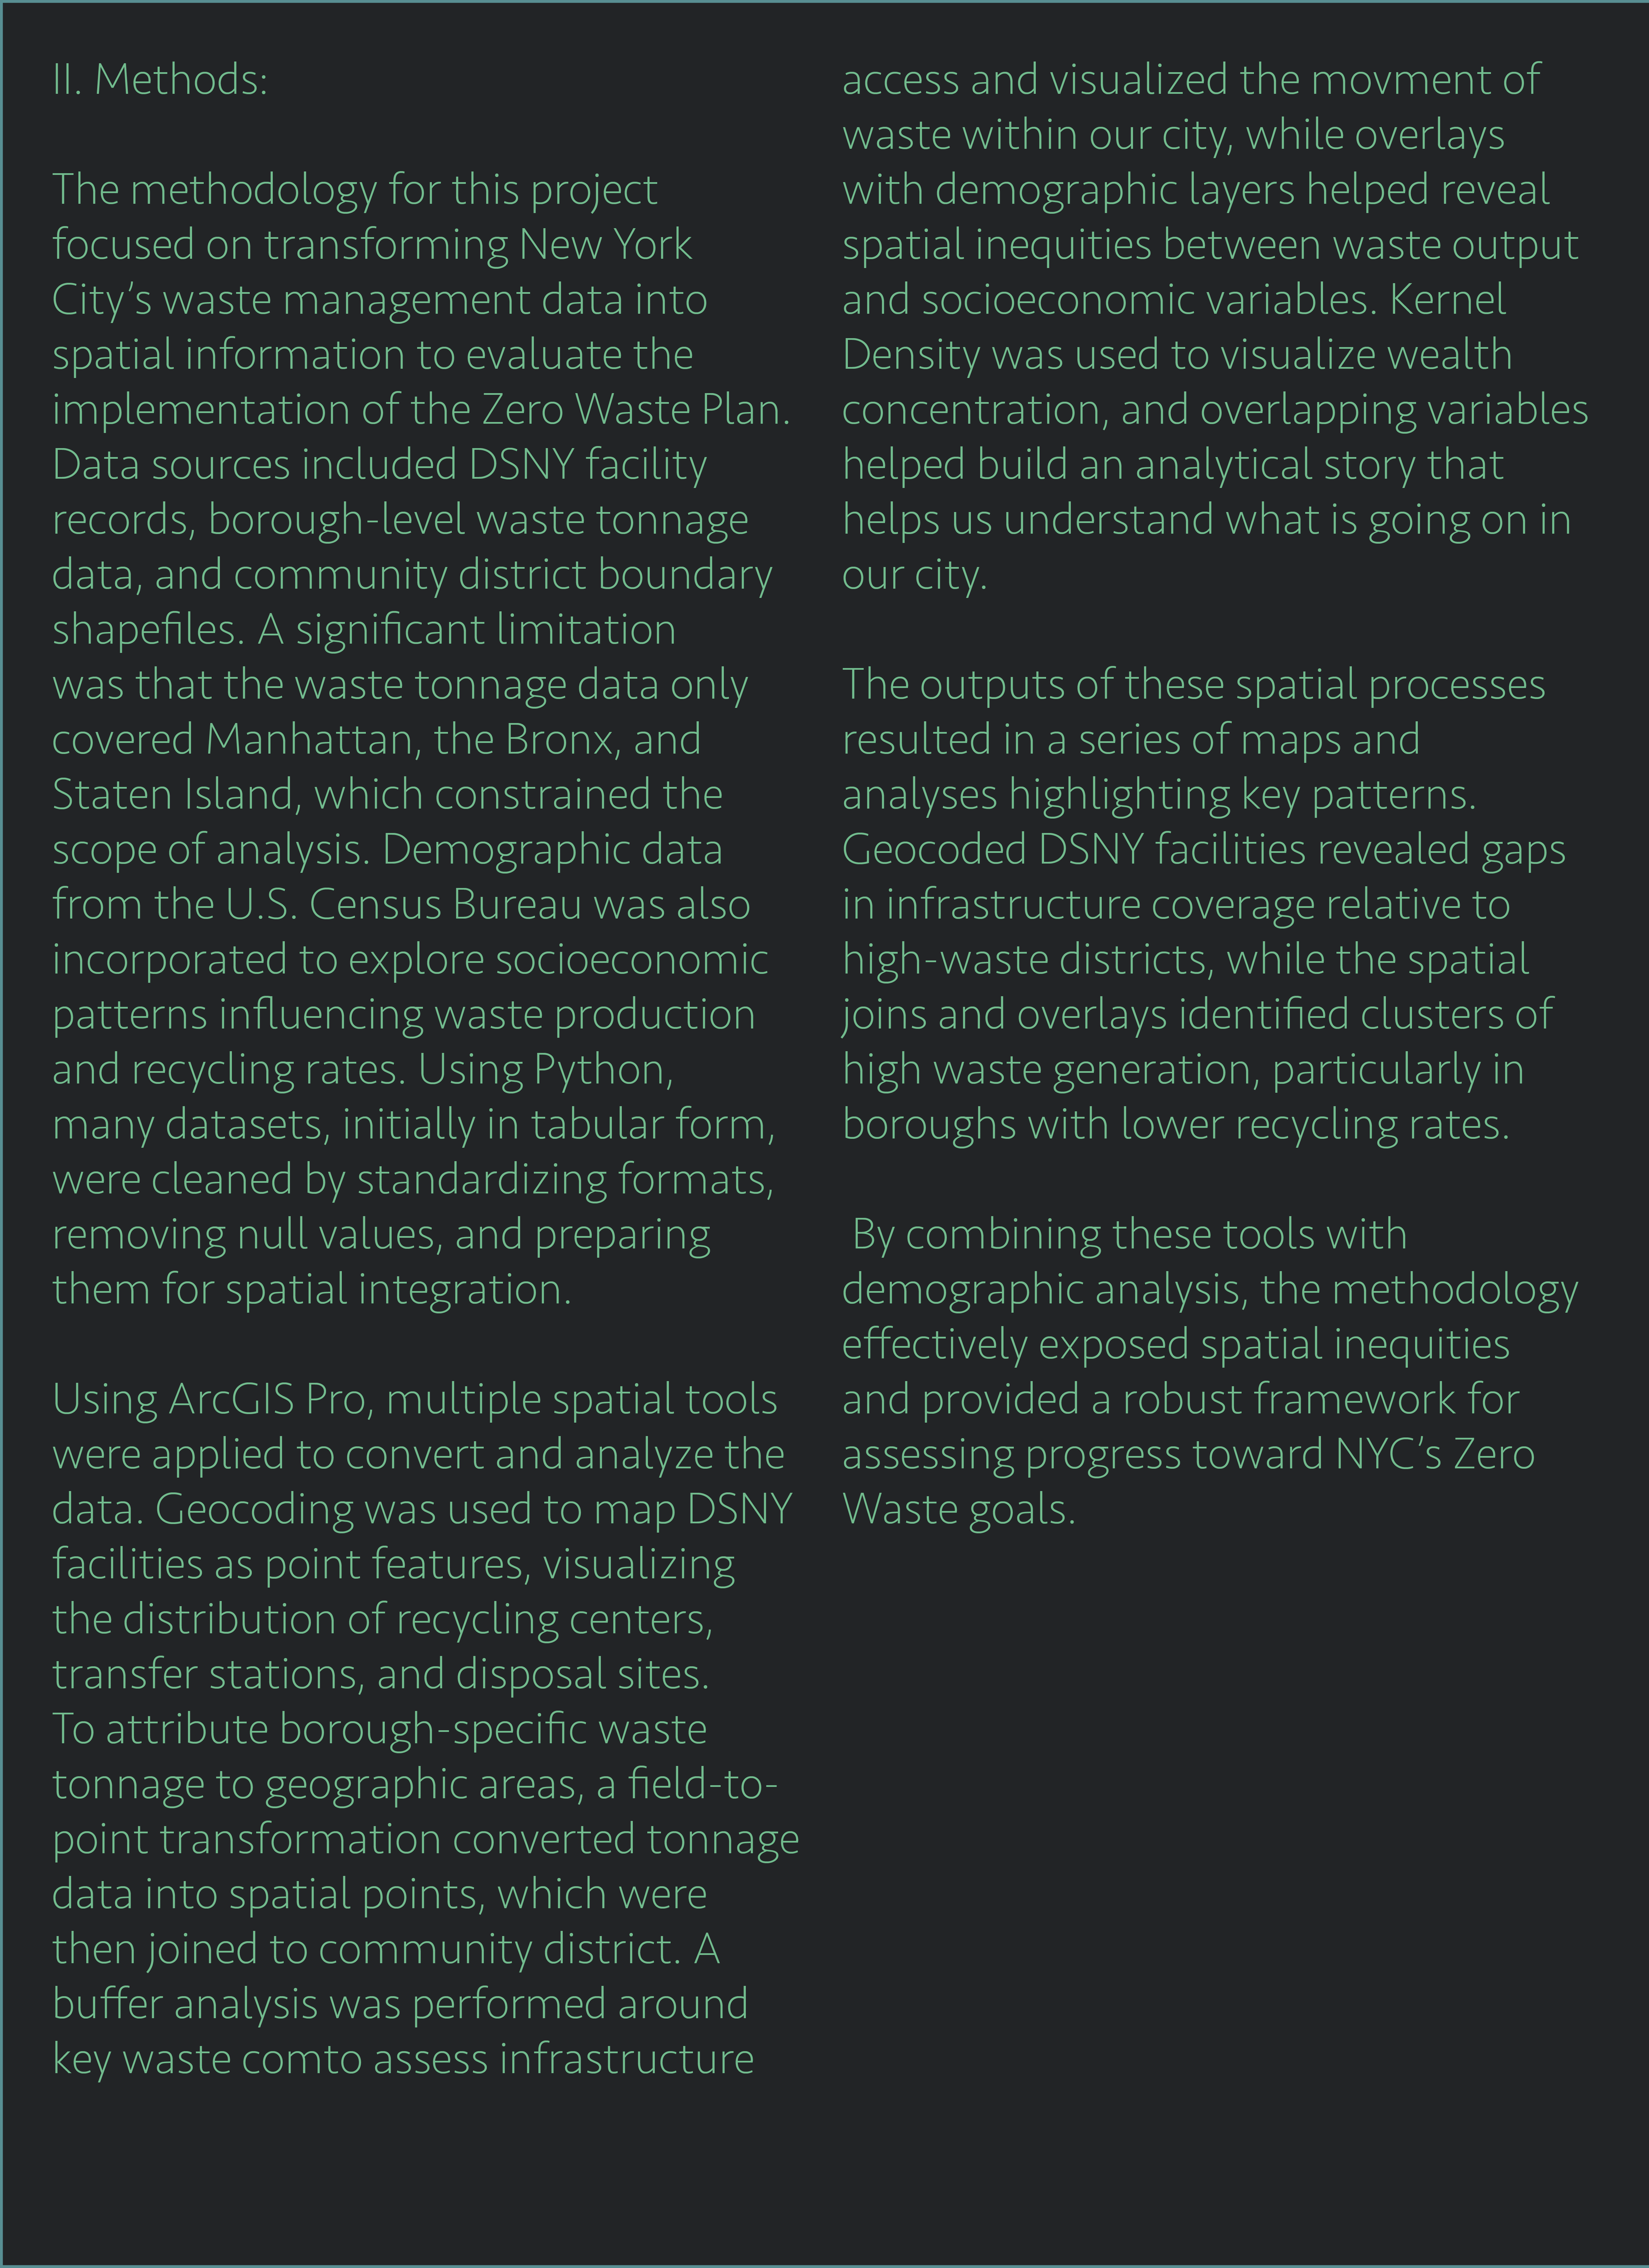 II. Methods:
The methodology for this project
focused on transforming New York
City’s waste management data into
spatial information to evaluate the
implementation of the Zero Waste Plan.
Data sources included DSNY facility
records, borough-level waste tonnage
data, and community district boundary
shapefiles. A significant limitation
was that the waste tonnage data only
covered Manhattan, the Bronx, and
Staten Island, which constrained the
scope of analysis. Demographic data
from the U.S. Census Bureau was also
incorporated to explore socioeconomic
patterns influencing waste production
and recycling rates. Using Python,
many datasets, initially in tabular form,
were cleaned by standardizing formats,
removing null values, and preparing
them for spatial integration.
Using ArcGIS Pro, multiple spatial tools
were applied to convert and analyze the
data. Geocoding was used to map DSNY
facilities as point features, visualizing
the distribution of recycling centers,
transfer stations, and disposal sites.
To attribute borough-specific waste
tonnage to geographic areas, a field-to-
point transformation converted tonnage
data into spatial points, which were
then joined to community district. A
buffer analysis was performed around
key waste comto assess infrastructure
access and visualized the movment of
waste within our city, while overlays
with demographic layers helped reveal
spatial inequities between waste output
and socioeconomic variables. Kernel
Density was used to visualize wealth
concentration, and overlapping variables
helped build an analytical story that
helps us understand what is going on in
our city.
The outputs of these spatial processes
resulted in a series of maps and
analyses highlighting key patterns.
Geocoded DSNY facilities revealed gaps
in infrastructure coverage relative to
high-waste districts, while the spatial
joins and overlays identified clusters of
high waste generation, particularly in
boroughs with lower recycling rates.
By combining these tools with
demographic analysis, the methodology
effectively exposed spatial inequities
and provided a robust framework for
assessing progress toward NYC’s Zero
Waste goals.